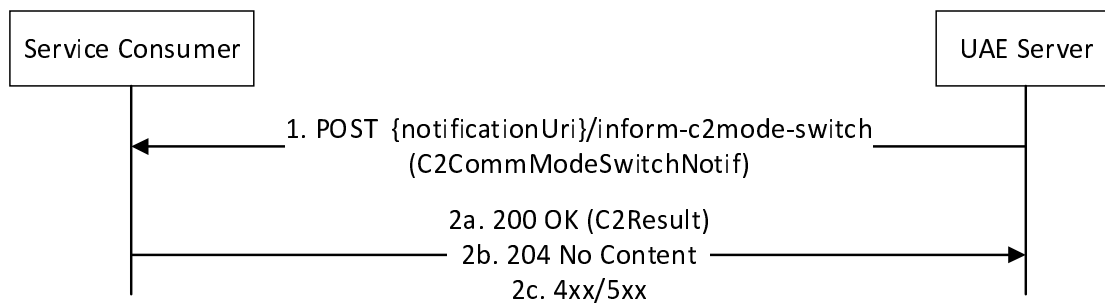 Service Consumer
UAE Server
1. POST {notificationUri}/inform-c2mode-switch
(C2CommModeSwitchNotif)
2a. 200 OK (C2Result)
2b. 204 No Content
2c. 4xx/5xx